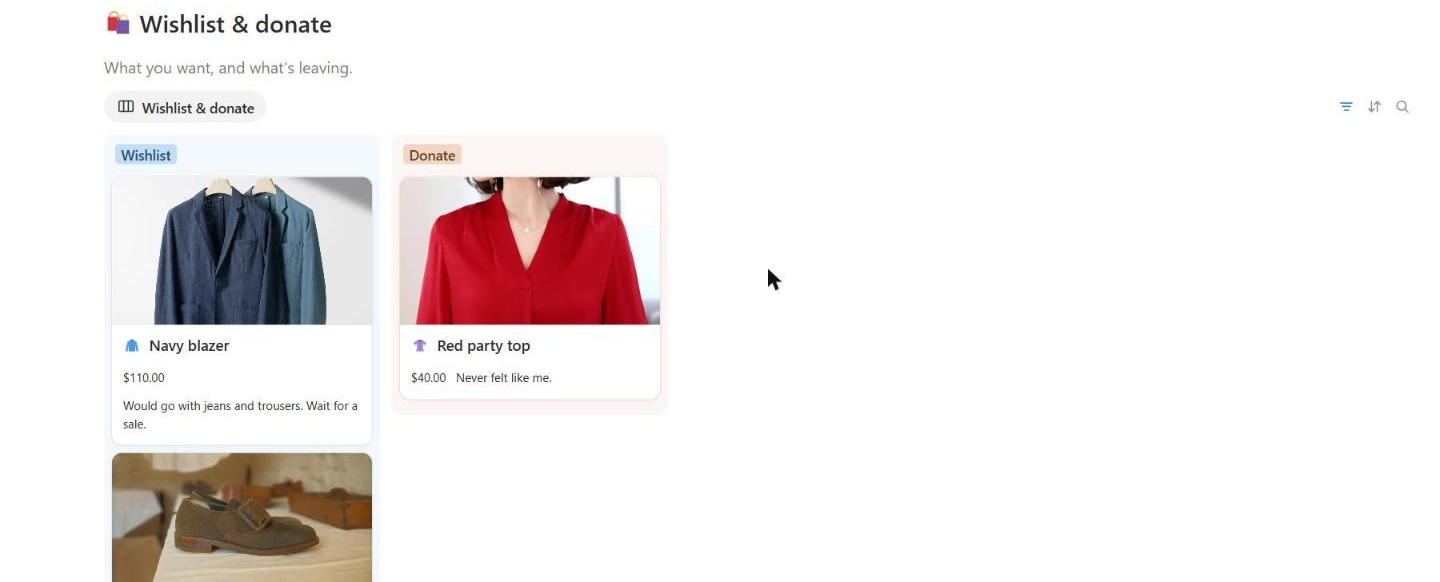 Wishlist & donate
What you want, and what's leaving.
Wishlist & donate
Wishlist
Navy blazer
$110.00
Would go with jeans and trousers. Wait for a
sale.
Donate
Red party top
$40.00 Never felt like me.